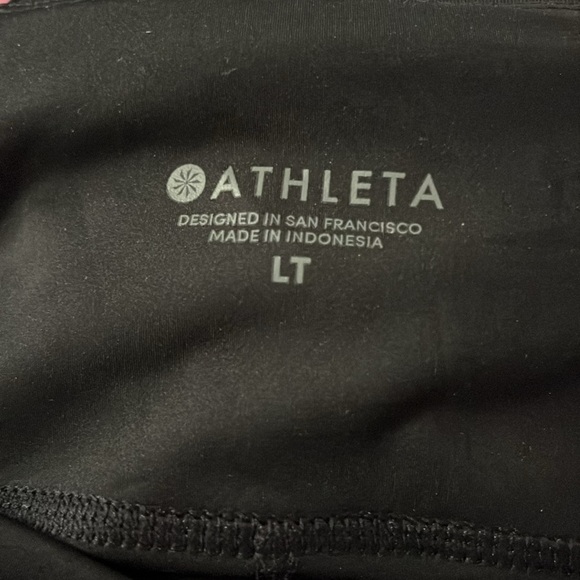 ATHLETA
DESIGNED IN SAN FRANCISCO
MADE IN INDONESIA
LT